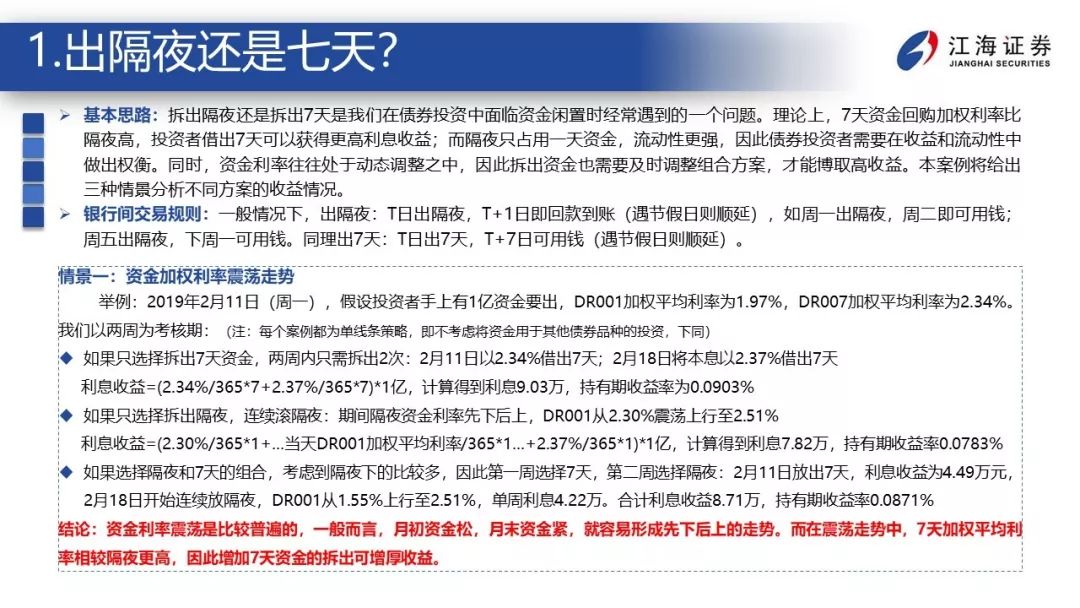 1.出隔夜还是七天？
江海证券
JIANGHAI SECURITIES
➢ 基本思路：拆出隔夜还是拆出7天是我们在债券投资中面临资金闲置时经常遇到的一个问题。理论上，7天资金回购加权利率比
隔夜高，投资者借出7天可以获得更高利息收益；而隔夜只占用一天资金，流动性更强，因此债券投资者需要在收益和流动性中
做出权衡。同时，资金利率往往处于动态调整之中，因此拆出资金也需要及时调整组合方案，才能博取高收益。本案例将给出
三种情景分析不同方案的收益情况。
➢ 银行间交易规则：一般情况下，出隔夜：T日出隔夜，T+1日即回款到账（遇节假日则顺延），如周一出隔夜，周二即可用钱；
周五出隔夜，下周一可用钱。同理出7天：T日出7天，T+7日可用钱（遇节假日则顺延）。
情景一：资金加权利率震荡走势
举例：2019年2月11日（周一），假设投资者手上有1亿资金要出，DR001加权平均利率为1.97%，DR007加权平均利率为2.34%。
我们以两周为考核期：（注：每个案例都为单线条策略，即不考虑将资金用于其他债券品种的投资，下同）
◆ 如果只选择拆出7天资金，两周内只需拆出2次：2月11日以2.34%借出7天；2月18日将本息以2.37%借出7天
利息收益=(2.34%/365*7+2.37%/365*7)*1亿，计算得到利息9.03万，持有期收益率为0.0903%
◆ 如果只选择拆出隔夜，连续滚隔夜：期间隔夜资金利率先下后上，DR001从2.30%震荡上行至2.51%
利息收益=(2.30%/365*1+...当天DR001加权平均利率/365*1...+2.37%/365*1)*1亿，计算得到利息7.82万，持有期收益率0.0783%
◆ 如果选择隔夜和7天的组合，考虑到隔夜下的比较多，因此第一周选择7天，第二周选择隔夜：2月11日放出7天，利息收益为4.49万元，
2月18日开始连续放隔夜，DR001从1.55%上行至2.51%，单周利息4.22万。合计利息收益8.71万，持有期收益率0.0871%
结论：资金利率震荡是比较普遍的，一般而言，月初资金松，月末资金紧，就容易形成先下后上的走势。而在震荡走势中，7天加权平均利
率相较隔夜更高，因此增加7天资金的拆出可增厚收益。